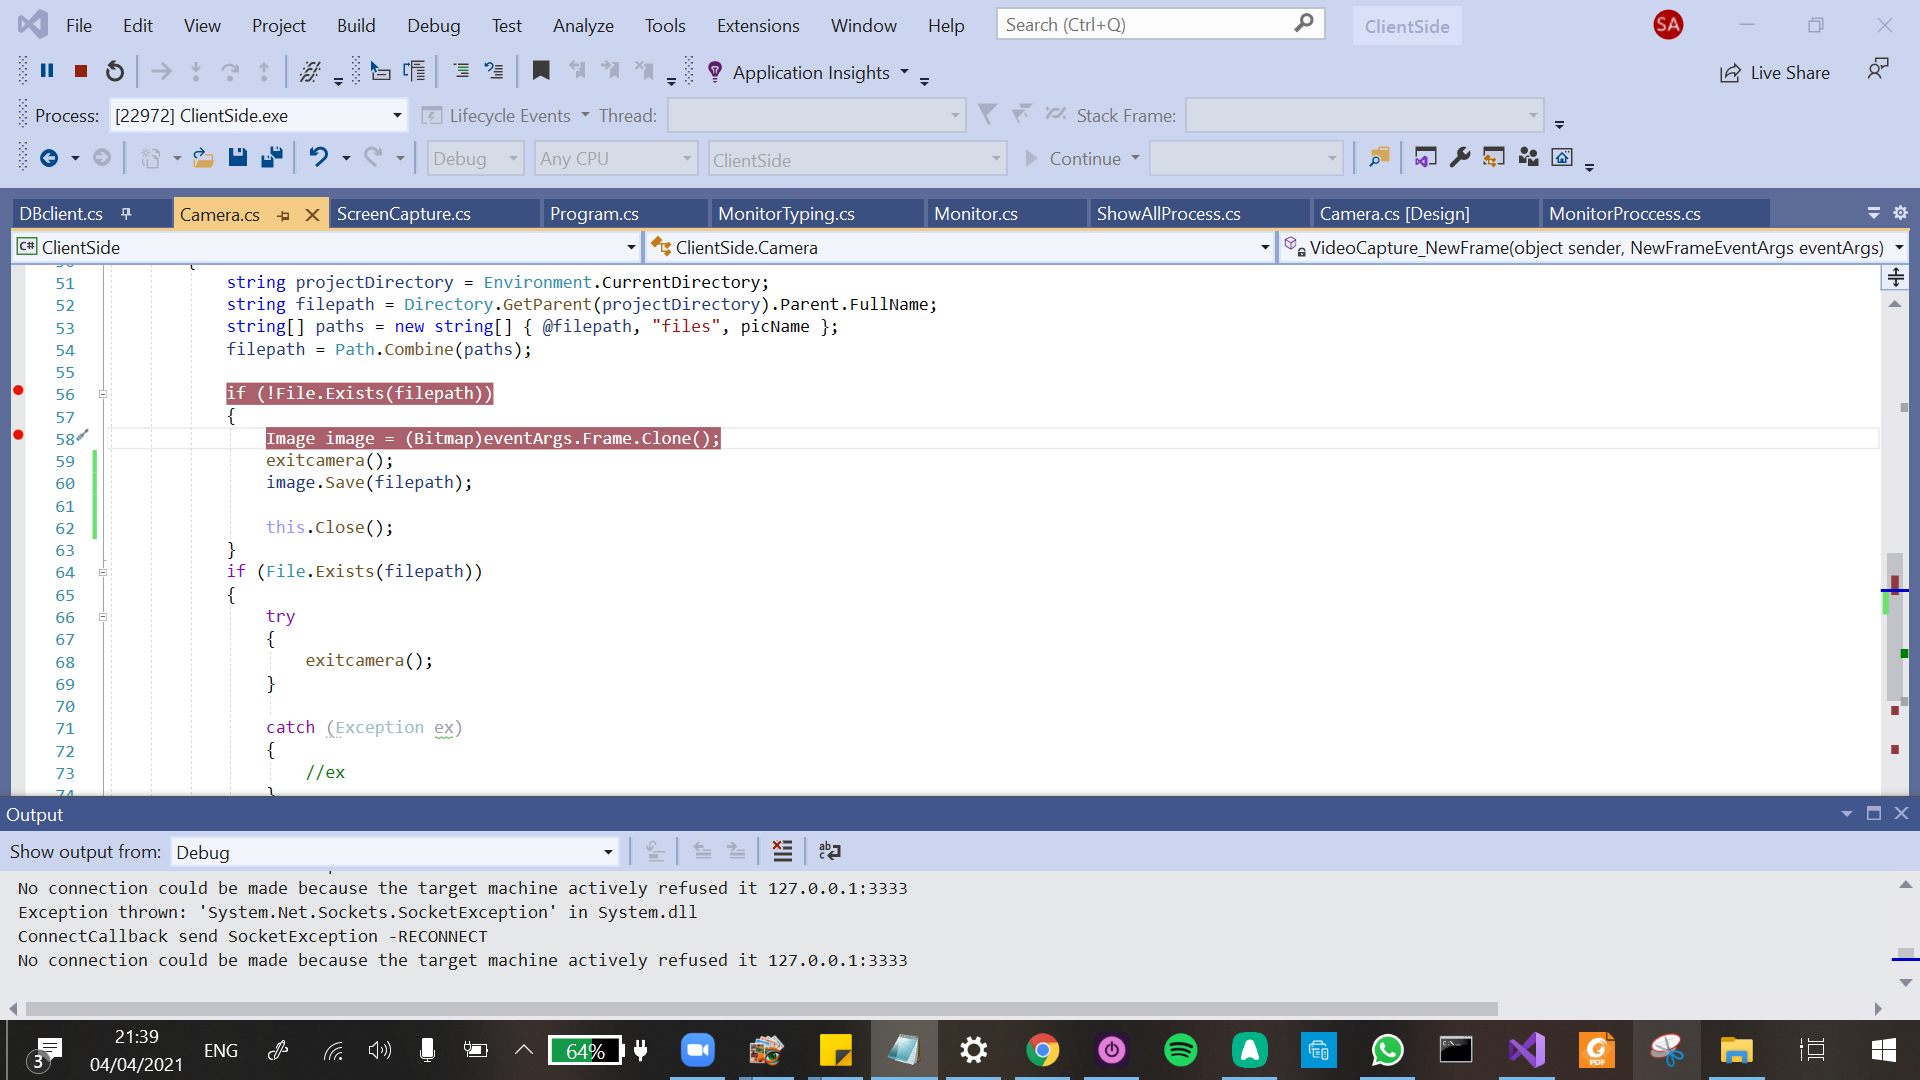 File Edit View Project Build Debug Test Analyze Tools Extensions Window Help Search (Ctrl+Q) ClientSide SA
Application Insights Live Share
Process: [22972] ClientSide.exe Lifecycle Events Thread: Stack Frame:
Debug Any CPU ClientSide Continue
DBclient.cs Camera.cs ScreenCapture.cs Program.cs MonitorTyping.cs Monitor.cs ShowAllProcess.cs Camera.cs [Design] MonitorProccess.cs
C# ClientSide ClientSide.Camera VideoCapture_NewFrame(object sender, NewFrameEventArgs eventArgs)
51 string projectDirectory = Environment.CurrentDirectory;
52 string filepath = Directory.GetParent(projectDirectory).Parent.FullName;
53 string[] paths = new string[] { @filepath, "files", picName };
54 filepath = Path.Combine(paths);
55
56 if (!File.Exists(filepath))
57 {
58 Image image = (Bitmap)eventArgs.Frame.Clone();
59 exitcamera();
60 image.Save(filepath);
61
62 this.Close();
63 }
64 if (File.Exists(filepath))
65 {
66 try
67 {
68 exitcamera();
69 }
70
71 catch (Exception ex)
72 {
73 //ex
74 }
Output
Show output from: Debug
No connection could be made because the target machine actively refused it 127.0.0.1:3333
Exception thrown: 'System.Net.Sockets.SocketException' in System.dll
ConnectCallback send SocketException -RECONNECT
No connection could be made because the target machine actively refused it 127.0.0.1:3333
3 21:39 ENG 64%
04/04/2021
PDF